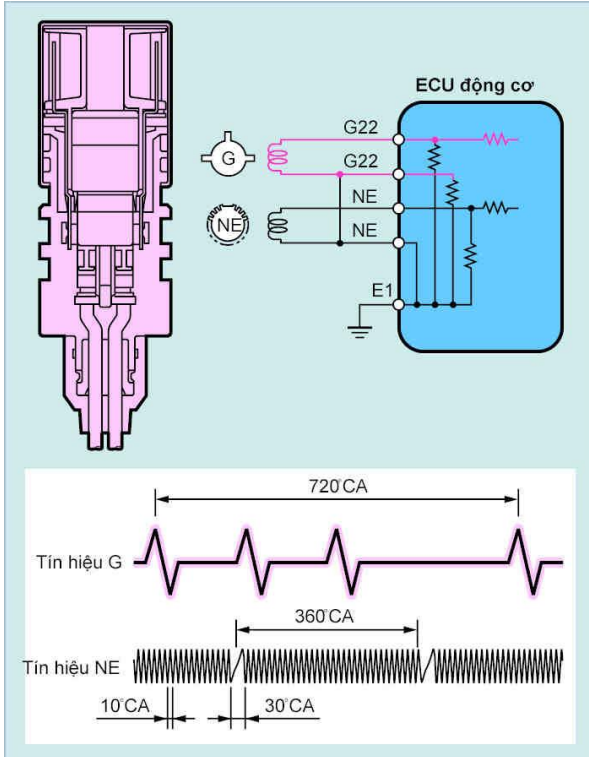 ECU động cơ
G22
G
G22
NE
NE
NE
E1
720°CA
Tín hiệu G
360°CA
Tín hiệu NE
10°CA
30°CA